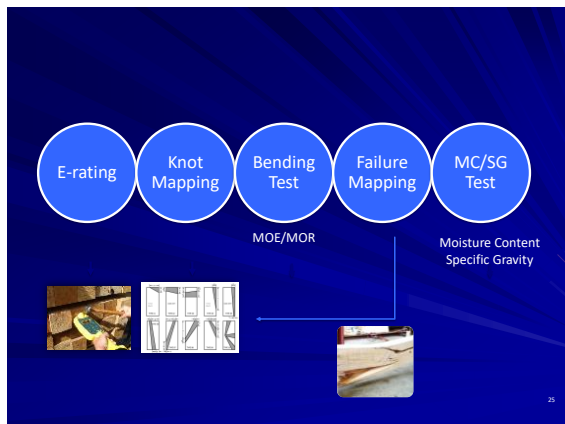 E-rating
Knot
Mapping
Bending
Test
Failure
Mapping
MC/SG
Test
MOE/MOR
Moisture Content
Specific Gravity
25